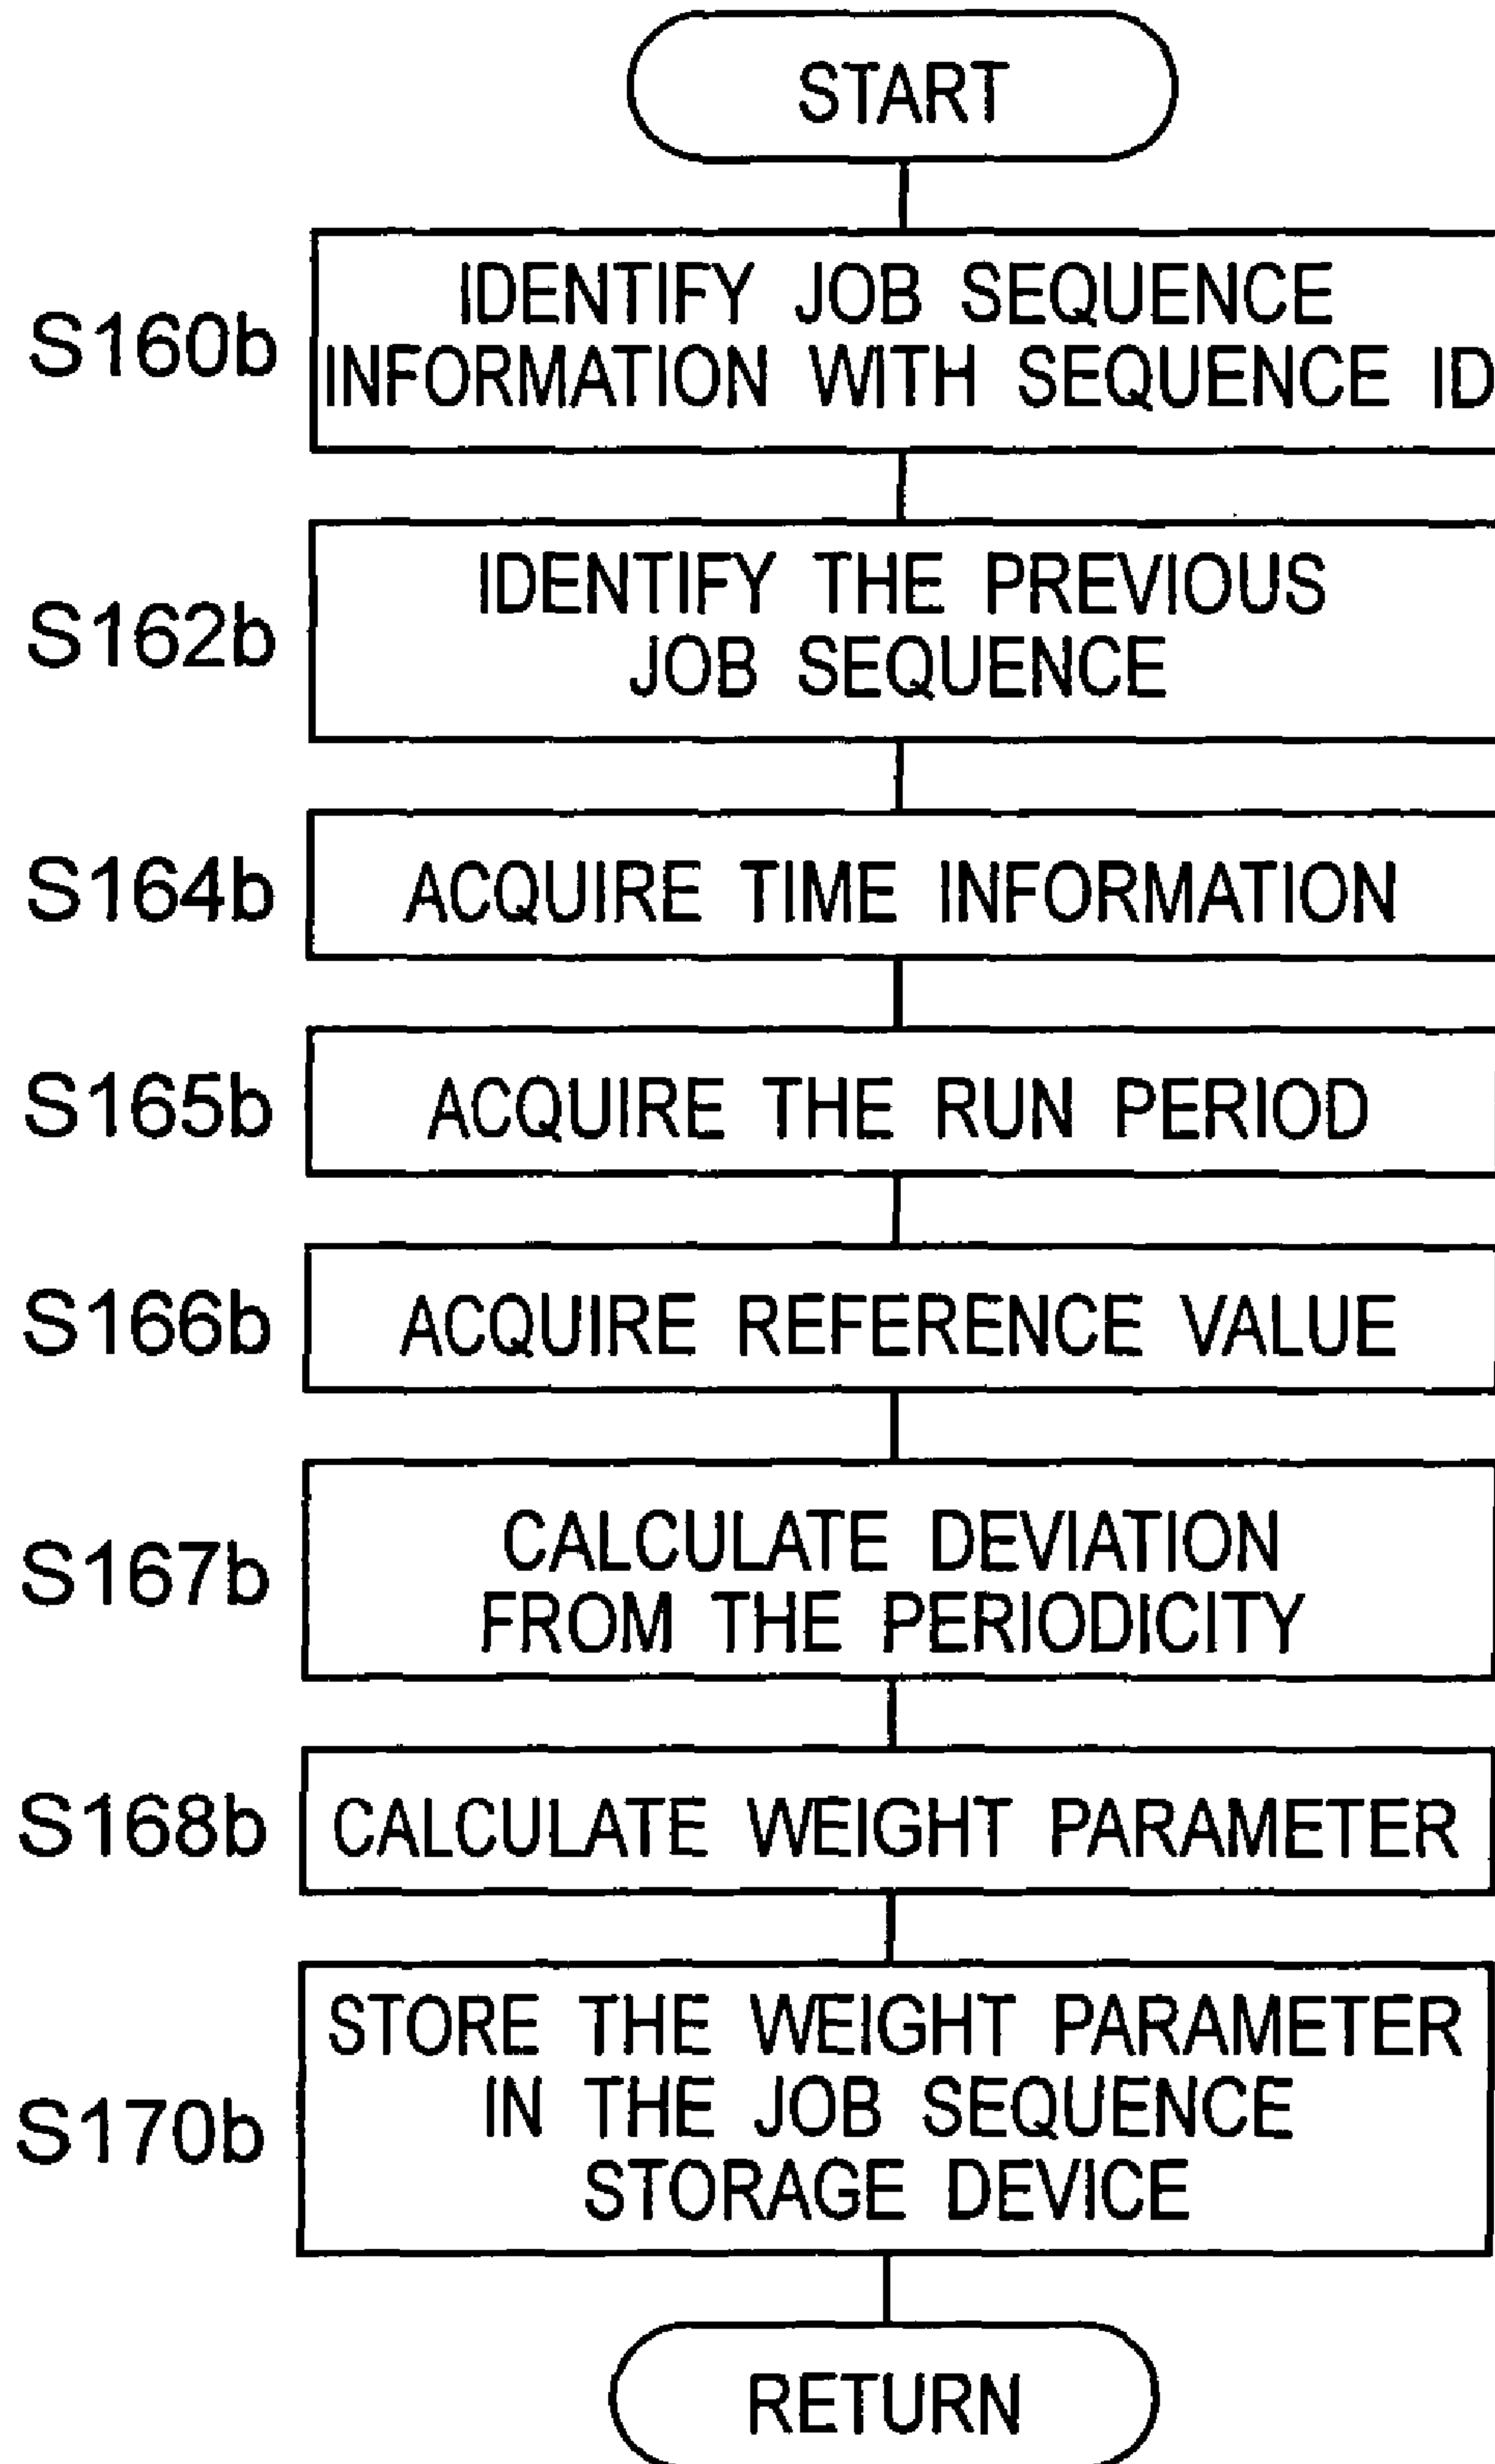 START
S160b
IDENTIFY JOB SEQUENCE
INFORMATION WITH SEQUENCE ID
S162b
IDENTIFY THE PREVIOUS
JOB SEQUENCE
S164b
ACQUIRE TIME INFORMATION
S165b
ACQUIRE THE RUN PERIOD
S166b
ACQUIRE REFERENCE VALUE
S167b
CALCULATE DEVIATION
FROM THE PERIODICITY
S168b
CALCULATE WEIGHT PARAMETER
S170b
STORE THE WEIGHT PARAMETER
IN THE JOB SEQUENCE
STORAGE DEVICE
RETURN